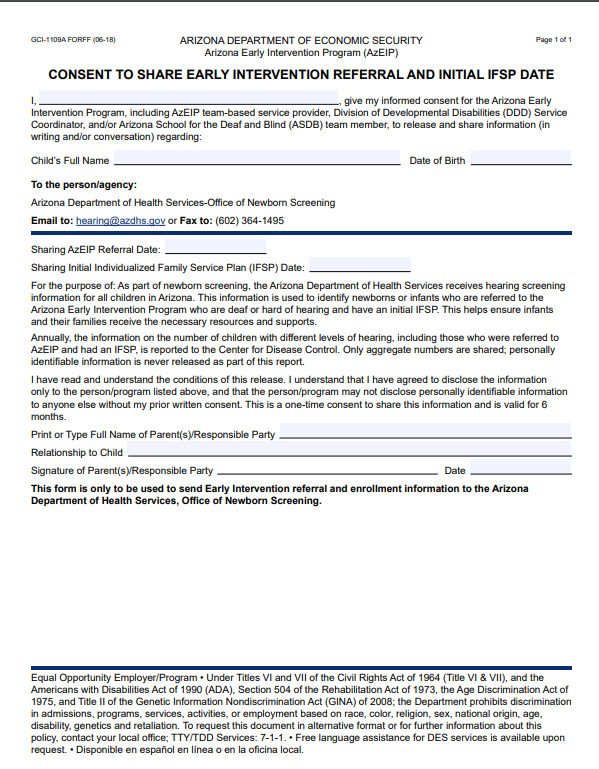 GCI-1109A FORFF (06-18)
ARIZONA DEPARTMENT OF ECONOMIC SECURITY
Page 1 of 1
Arizona Early Intervention Program (AzEIP)
CONSENT TO SHARE EARLY INTERVENTION REFERRAL AND INITIAL IFSP DATE
I, , give my informed consent for the Arizona Early
Intervention Program, including AzEIP team-based service provider, Division of Developmental Disabilities (DDD) Service
Coordinator, and/or Arizona School for the Deaf and Blind (ASDB) team member, to release and share information (in
writing and/or conversation) regarding:
Child's Full Name Date of Birth
To the person/agency:
Arizona Department of Health Services-Office of Newborn Screening
Email to: hearing@azdhs.gov or Fax to: (602) 364-1495
Sharing AzEIP Referral Date:
Sharing Initial Individualized Family Service Plan (IFSP) Date:
For the purpose of: As part of newborn screening, the Arizona Department of Health Services receives hearing screening
information for all children in Arizona. This information is used to identify newborns or infants who are referred to the
Arizona Early Intervention Program who are deaf or hard of hearing and have an initial IFSP. This helps ensure infants
and their families receive the necessary resources and supports.
Annually, the information on the number of children with different levels of hearing, including those who were referred to
AzEIP and had an IFSP, is reported to the Center for Disease Control. Only aggregate numbers are shared; personally
identifiable information is never released as part of this report.
I have read and understand the conditions of this release. I understand that I have agreed to disclose the information
only to the person/program listed above, and that the person/program may not disclose personally identifiable information
to anyone else without my prior written consent. This is a one-time consent to share this information and is valid for 6
months.
Print or Type Full Name of Parent(s)/Responsible Party
Relationship to Child
Signature of Parent(s)/Responsible Party Date
This form is only to be used to send Early Intervention referral and enrollment information to the Arizona
Department of Health Services, Office of Newborn Screening.
Equal Opportunity Employer/Program • Under Titles VI and VII of the Civil Rights Act of 1964 (Title VI & VII), and the
Americans with Disabilities Act of 1990 (ADA), Section 504 of the Rehabilitation Act of 1973, the Age Discrimination Act of
1975, and Title II of the Genetic Information Nondiscrimination Act (GINA) of 2008; the Department prohibits discrimination
in admissions, programs, services, activities, or employment based on race, color, religion, sex, national origin, age,
disability, genetics and retaliation. To request this document in alternative format or for further information about this
policy, contact your local office; TTY/TDD Services: 7-1-1. • Free language assistance for DES services is available upon
request. • Disponible en español en línea o en la oficina local.